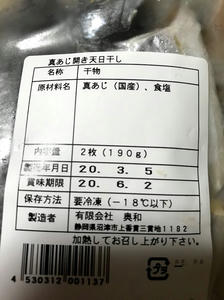 真あじ開き天日干し
名称 干物
原材料名 真あじ（国産）、食塩
内容量 2枚（190g）
製造年月日 20. 3. 5
賞味期限 20. 6. 2
保存方法 要冷凍（－18℃以下）
製造者 有限会社 奥和
静岡県沼津市上香貫三貫地1182
加熱してお召し上がり下さい。
4530312001137
プラ